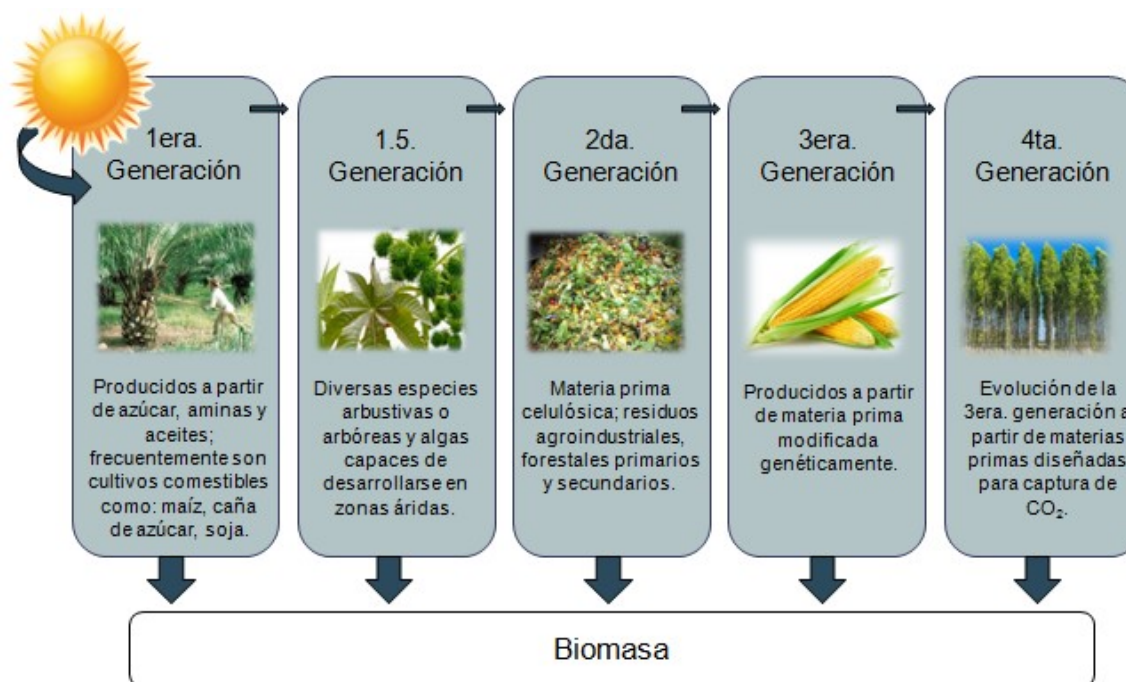 1era.
Generación
Producidos a partir
de azúcar, aminas y
aceites;
frecuentemente son
cultivos comestibles
como: maíz, caña
de azúcar, soja.
1.5.
Generación
Diversas especies
arbustivas o
arbóreas y algas
capaces de
desarrollarse en
zonas áridas.
2da.
Generación
Materia prima
celulósica; residuos
agroindustriales,
forestales primarios
y secundarios.
3era.
Generación
Producidos a partir
de materia prima
modificada
genéticamente.
4ta.
Generación
Evolución de la
3era. generación a
partir de materias
primas diseñadas
para captura de
CO₂.
Biomasa